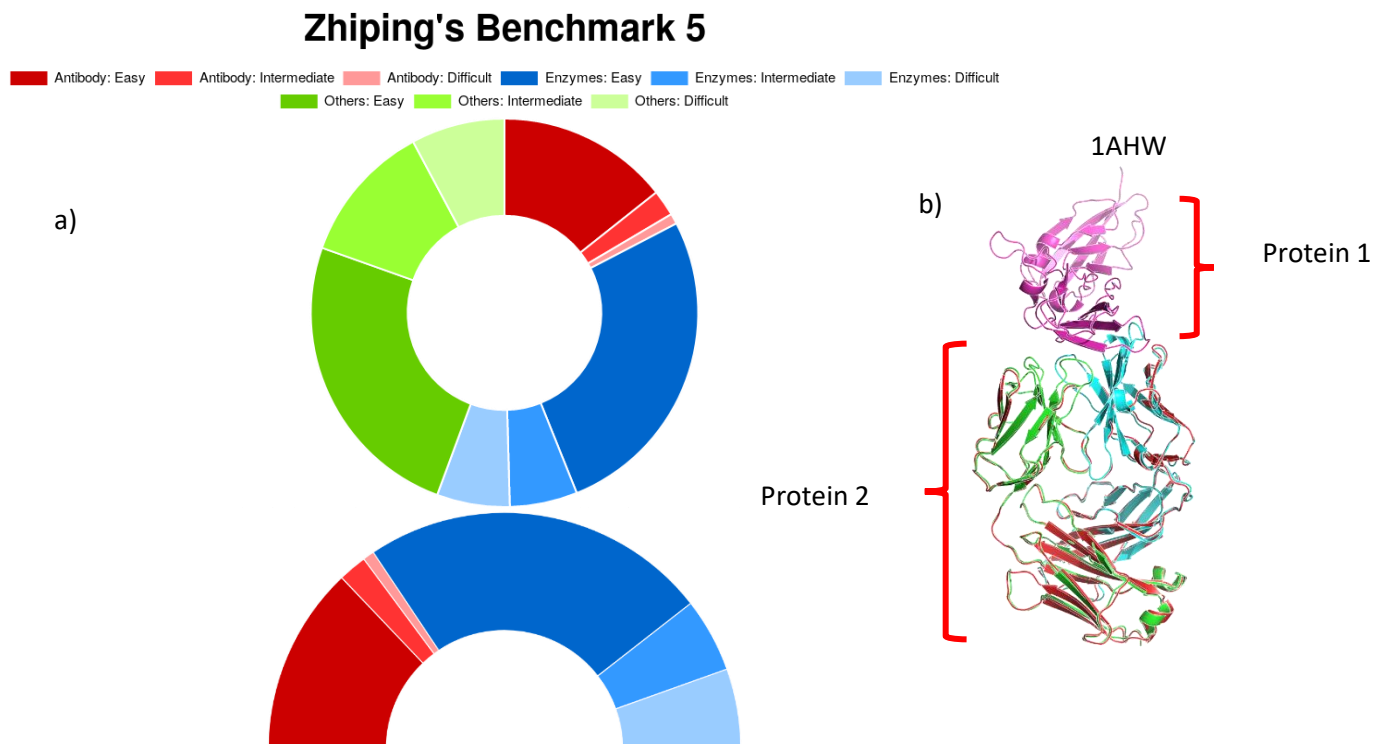 Zhiping's Benchmark 5
Antibody: Easy Antibody: Intermediate Antibody: Difficult Enzymes: Easy Enzymes: Intermediate Enzymes: Difficult
Others: Easy Others: Intermediate Others: Difficult
a)
1AHW
b)
Protein 1
Protein 2